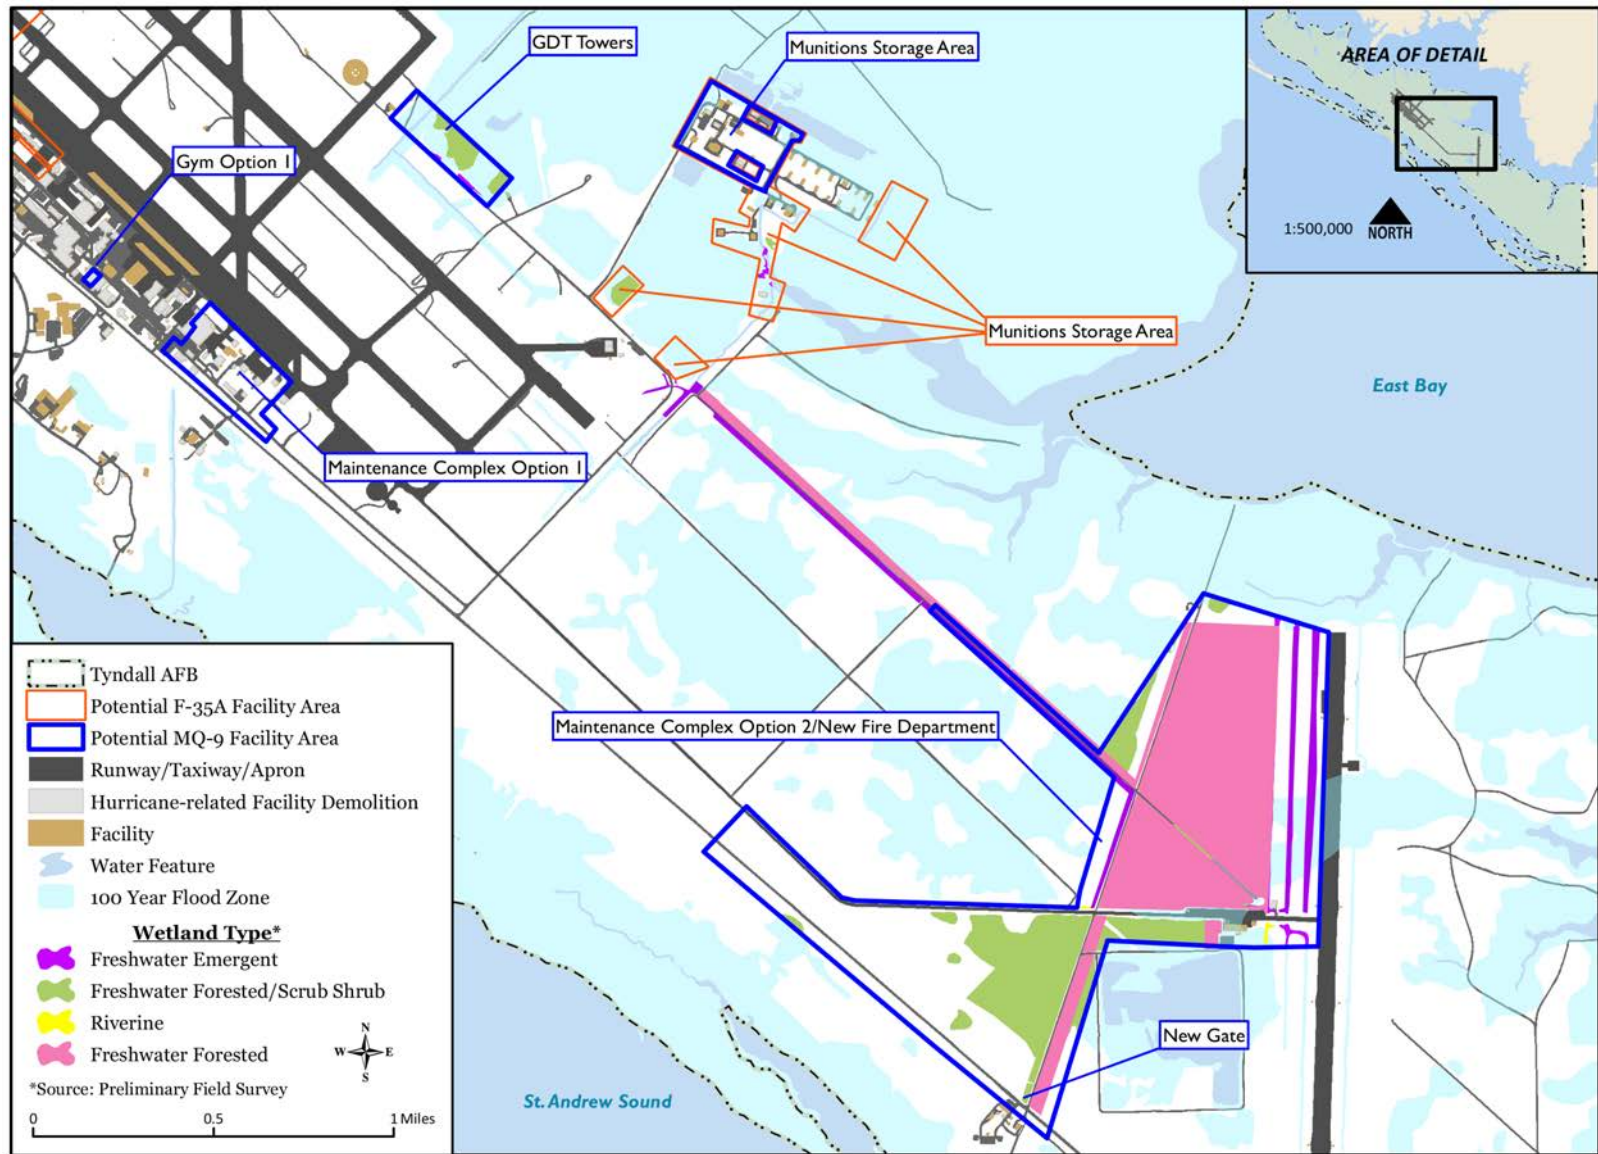 GDT Towers
Munitions Storage Area
Gym Option 1
Munitions Storage Area
Maintenance Complex Option 1
East Bay
Maintenance Complex Option 2/New Fire Department
New Gate
St. Andrew Sound
AREA OF DETAIL
1:500,000
NORTH
Tyndall AFB
Potential F-35A Facility Area
Potential MQ-9 Facility Area
Runway/Taxiway/Apron
Hurricane-related Facility Demolition
Facility
Water Feature
100 Year Flood Zone
Wetland Type*
Freshwater Emergent
Freshwater Forested/Scrub Shrub
Riverine
Freshwater Forested
N
W E
S
*Source: Preliminary Field Survey
0 0.5 1 Miles